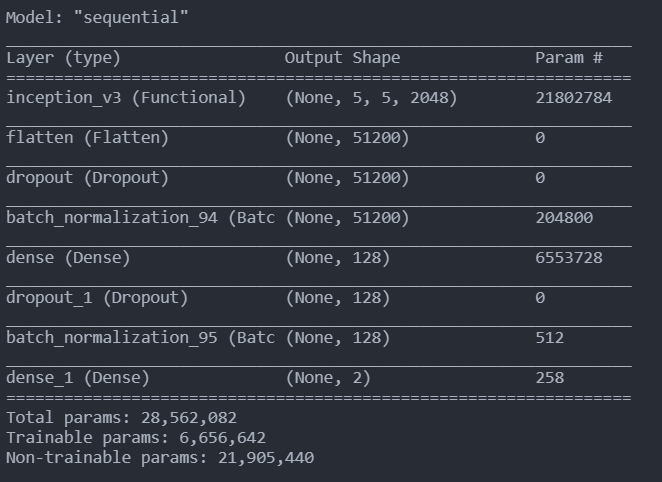 Model: "sequential"
_________________________________________________________________
Layer (type)                 Output Shape              Param #
=================================================================
inception_v3 (Functional)    (None, 5, 5, 2048)        21802784
_________________________________________________________________
flatten (Flatten)            (None, 51200)             0
_________________________________________________________________
dropout (Dropout)            (None, 51200)             0
_________________________________________________________________
batch_normalization_94 (Batc (None, 51200)             204800
_________________________________________________________________
dense (Dense)                (None, 128)               6553728
_________________________________________________________________
dropout_1 (Dropout)          (None, 128)               0
_________________________________________________________________
batch_normalization_95 (Batc (None, 128)               512
_________________________________________________________________
dense_1 (Dense)              (None, 2)                 258
=================================================================
Total params: 28,562,082
Trainable params: 6,656,642
Non-trainable params: 21,905,440